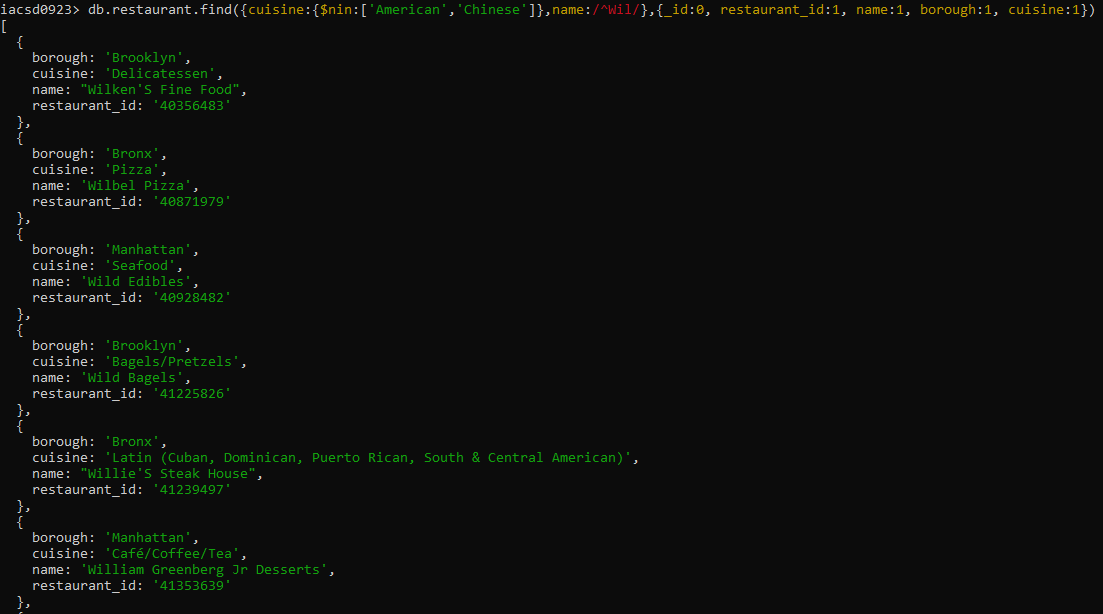 iacsd0923> db.restaurant.find({cuisine:{$nin:['American','Chinese']},name:/^Wil/},{_id:0, restaurant_id:1, name:1, borough:1, cuisine:1})
[
  {
    borough: 'Brooklyn',
    cuisine: 'Delicatessen',
    name: "Wilken'S Fine Food",
    restaurant_id: '40356483'
  },
  {
    borough: 'Bronx',
    cuisine: 'Pizza',
    name: 'Wilbel Pizza',
    restaurant_id: '40871979'
  },
  {
    borough: 'Manhattan',
    cuisine: 'Seafood',
    name: 'Wild Edibles',
    restaurant_id: '40928482'
  },
  {
    borough: 'Brooklyn',
    cuisine: 'Bagels/Pretzels',
    name: 'Wild Bagels',
    restaurant_id: '41225826'
  },
  {
    borough: 'Bronx',
    cuisine: 'Latin (Cuban, Dominican, Puerto Rican, South & Central American)',
    name: "Willie'S Steak House",
    restaurant_id: '41239497'
  },
  {
    borough: 'Manhattan',
    cuisine: 'Café/Coffee/Tea',
    name: 'William Greenberg Jr Desserts',
    restaurant_id: '41353639'
  },